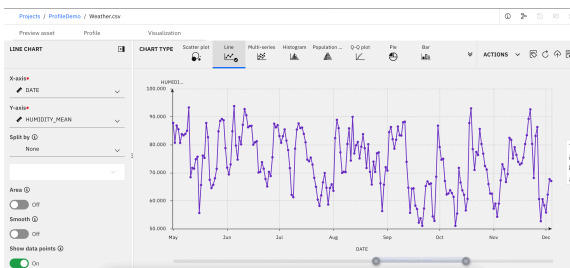 Projects / ProfileDemo / Weather.csv
Preview asset Profile Visualization
LINE CHART
CHART TYPE
Scatter plot Line Multi-series Histogram Population ... Q-Q plot Pie Bar
ACTIONS
X-axis•
DATE
Y-axis•
HUMIDITY_MEAN
Split by
None
Area
Off
Smooth
Off
Show data points
On
HUMIDI...
100.000
90.000
80.000
70.000
60.000
50.000
May Jun Jul Aug Sep Oct Nov Dec
DATE